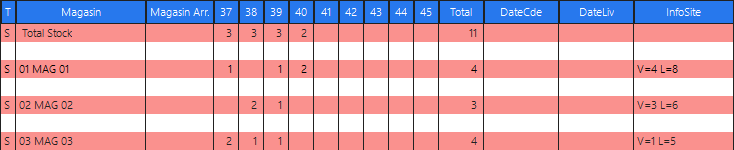 T Magasin Magasin Arr. 37 38 39 40 41 42 43 44 45 Total DateCde DateLiv InfoSite
S Total Stock 3 3 3 2 11
S 01 MAG 01 1 1 2 4 V=4 L=8
S 02 MAG 02 2 1 3 V=3 L=6
S 03 MAG 03 2 1 1 4 V=1 L=5